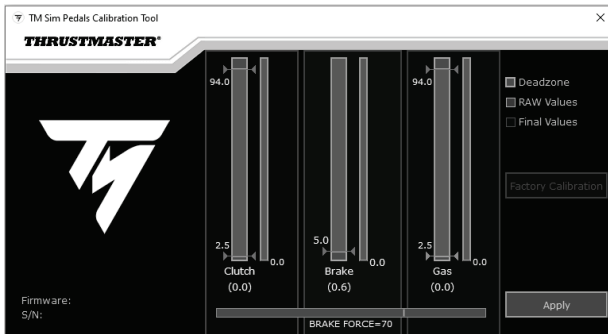 TM Sim Pedals Calibration Tool
THRUSTMASTER®
94.0
94.0
Deadzone
RAW Values
Final Values
Factory Calibration
2.5
0.0
5.0
0.0
2.5
0.0
Clutch
Brake
Gas
(0.0)
(0.6)
(0.0)
Firmware:
S/N:
BRAKE FORCE=70
Apply